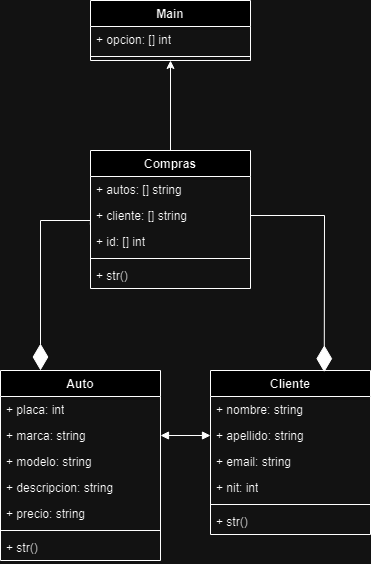 Main
+ opcion: [] int
Compras
+ autos: [] string
+ cliente: [] string
+ id: [] int
+ str()
Auto
+ placa: int
+ marca: string
+ modelo: string
+ descripcion: string
+ precio: string
+ str()
Cliente
+ nombre: string
+ apellido: string
+ email: string
+ nit: int
+ str()